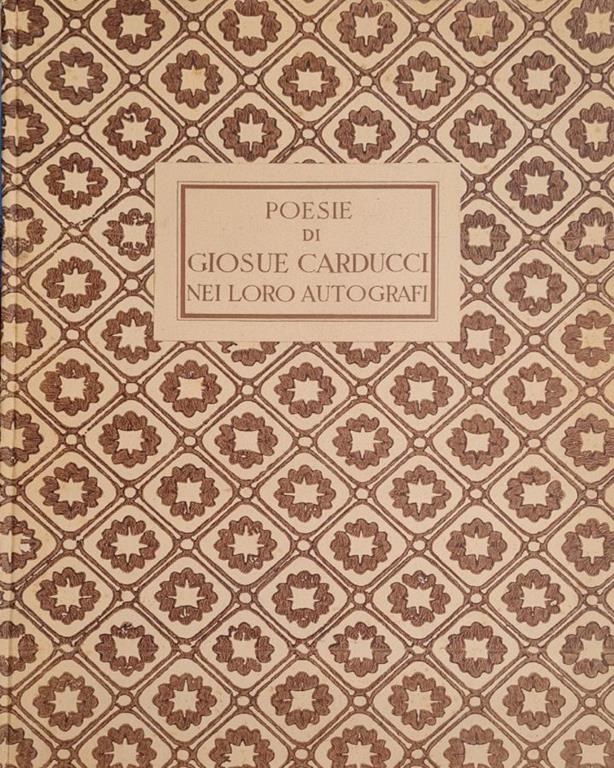 POESIE
DI
GIOSUE CARDUCCI
NEI LORO AUTOGRAFI